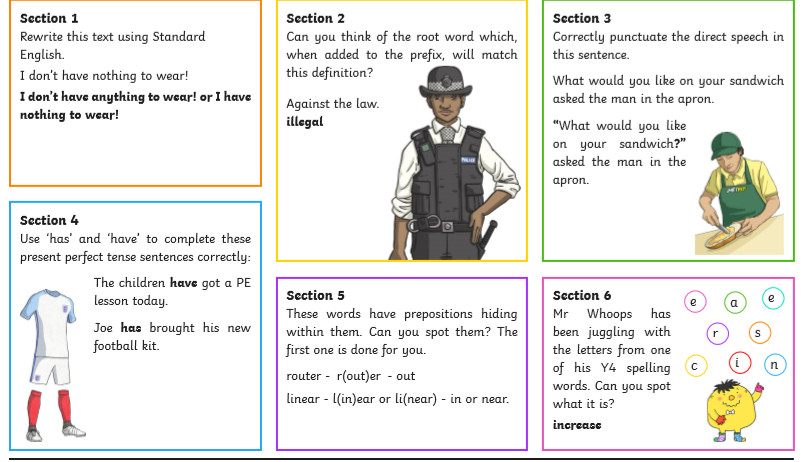 Section 1
Rewrite this text using Standard
English.
I don't have nothing to wear!
I don't have anything to wear! or I have
nothing to wear!
Section 2
Can you think of the root word which,
when added to the prefix, will match
this definition?
Against the law.
illegal
POLICE
Section 3
Correctly punctuate the direct speech in
this sentence.
What would you like on your sandwich
asked the man in the apron.
"What would you like
on your sandwich?"
asked the man in the
apron.
Section 4
Use 'has' and 'have' to complete these
present perfect tense sentences correctly:
The children have got a PE
lesson today.
Joe has brought his new
football kit.
Section 5
These words have prepositions hiding
within them. Can you spot them? The
first one is done for you.
router - r(out)er - out
linear - l(in)ear or li(near) - in or near.
Section 6
Mr Whoops has
been juggling with
the letters from one
of his Y4 spelling
words. Can you spot
what it is?
increase
e a e
r s
c i n